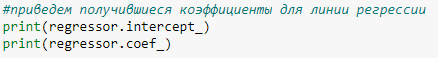 #приведем получившиеся коэффициенты для линии регрессии
print(regressor.intercept_)
print(regressor.coef_)